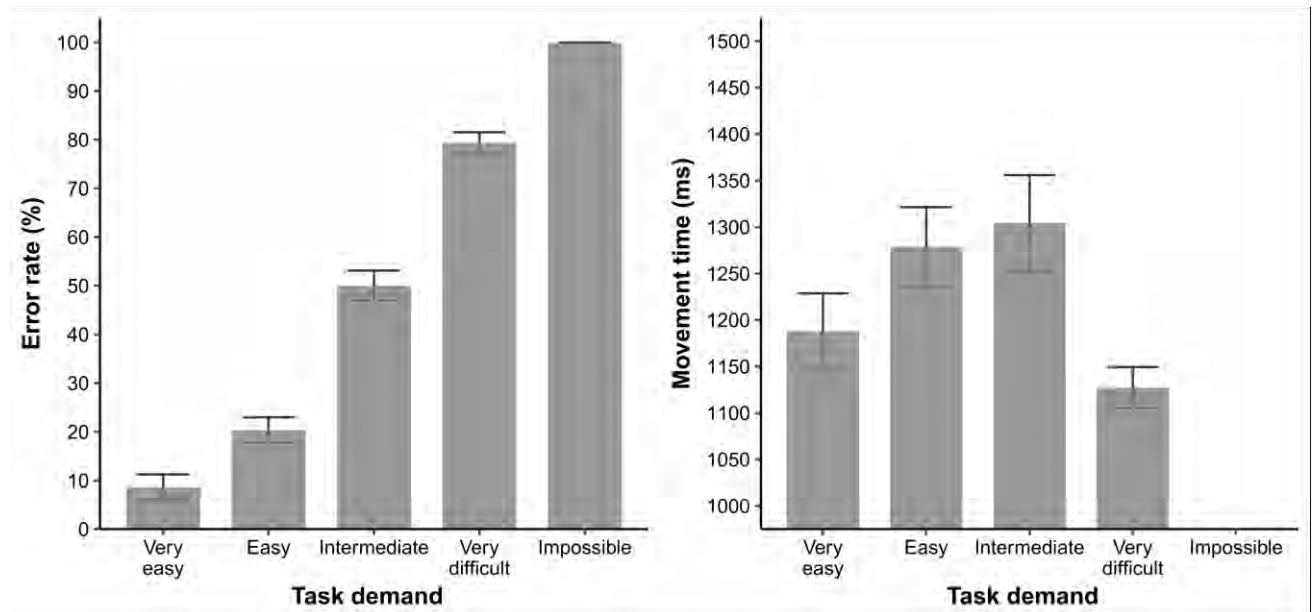 Error rate (%)
100
90
80
70
60
50
40
30
20
10
0
Very easy
Easy
Intermediate
Very difficult
Impossible
Task demand
Movement time (ms)
1500
1450
1400
1350
1300
1250
1200
1150
1100
1050
1000
Very easy
Easy
Intermediate
Very difficult
Impossible
Task demand